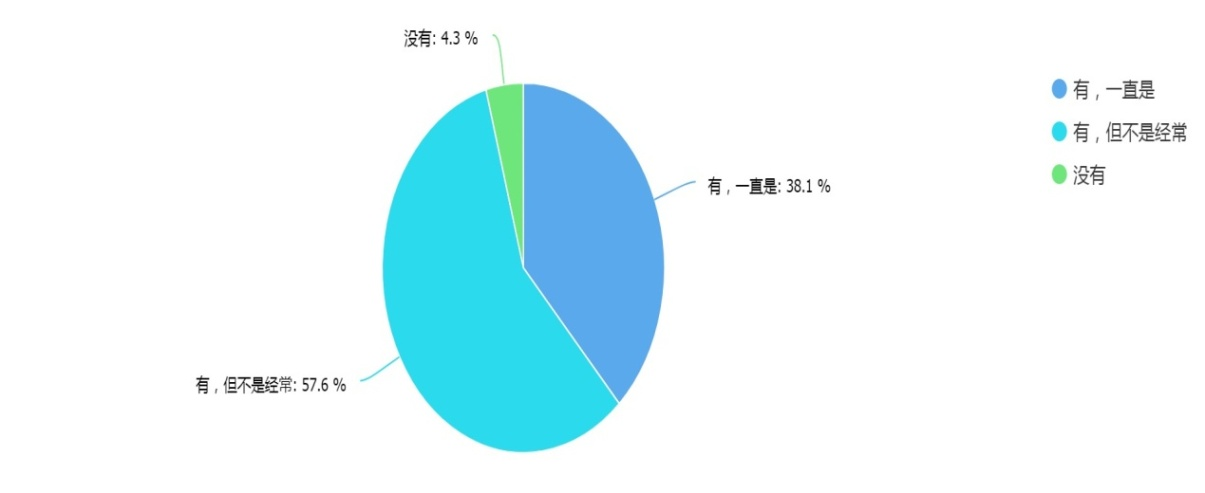 没有: 4.3 %
有，一直是
有，但不是经常
没有
有，一直是: 38.1 %
有，但不是经常: 57.6 %